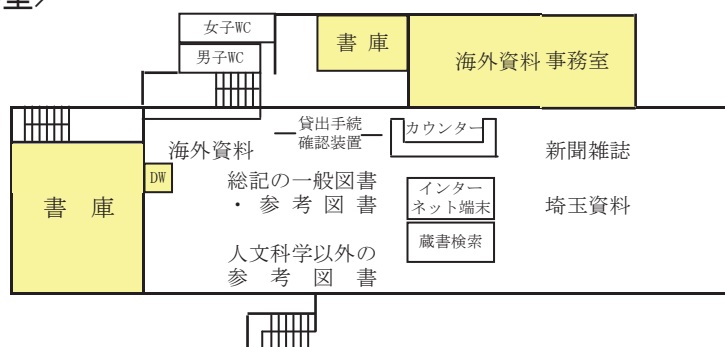 室〉
女子WC
男子WC
書 庫
海外資料 事務室
貸出手続
確認装置
カウンター
海外資料
新聞雑誌
DW
総記の一般図書
・ 参 考 図 書
インター
ネット端末
埼玉資料
書 庫
蔵書検索
人文科学以外の
参 考 図 書